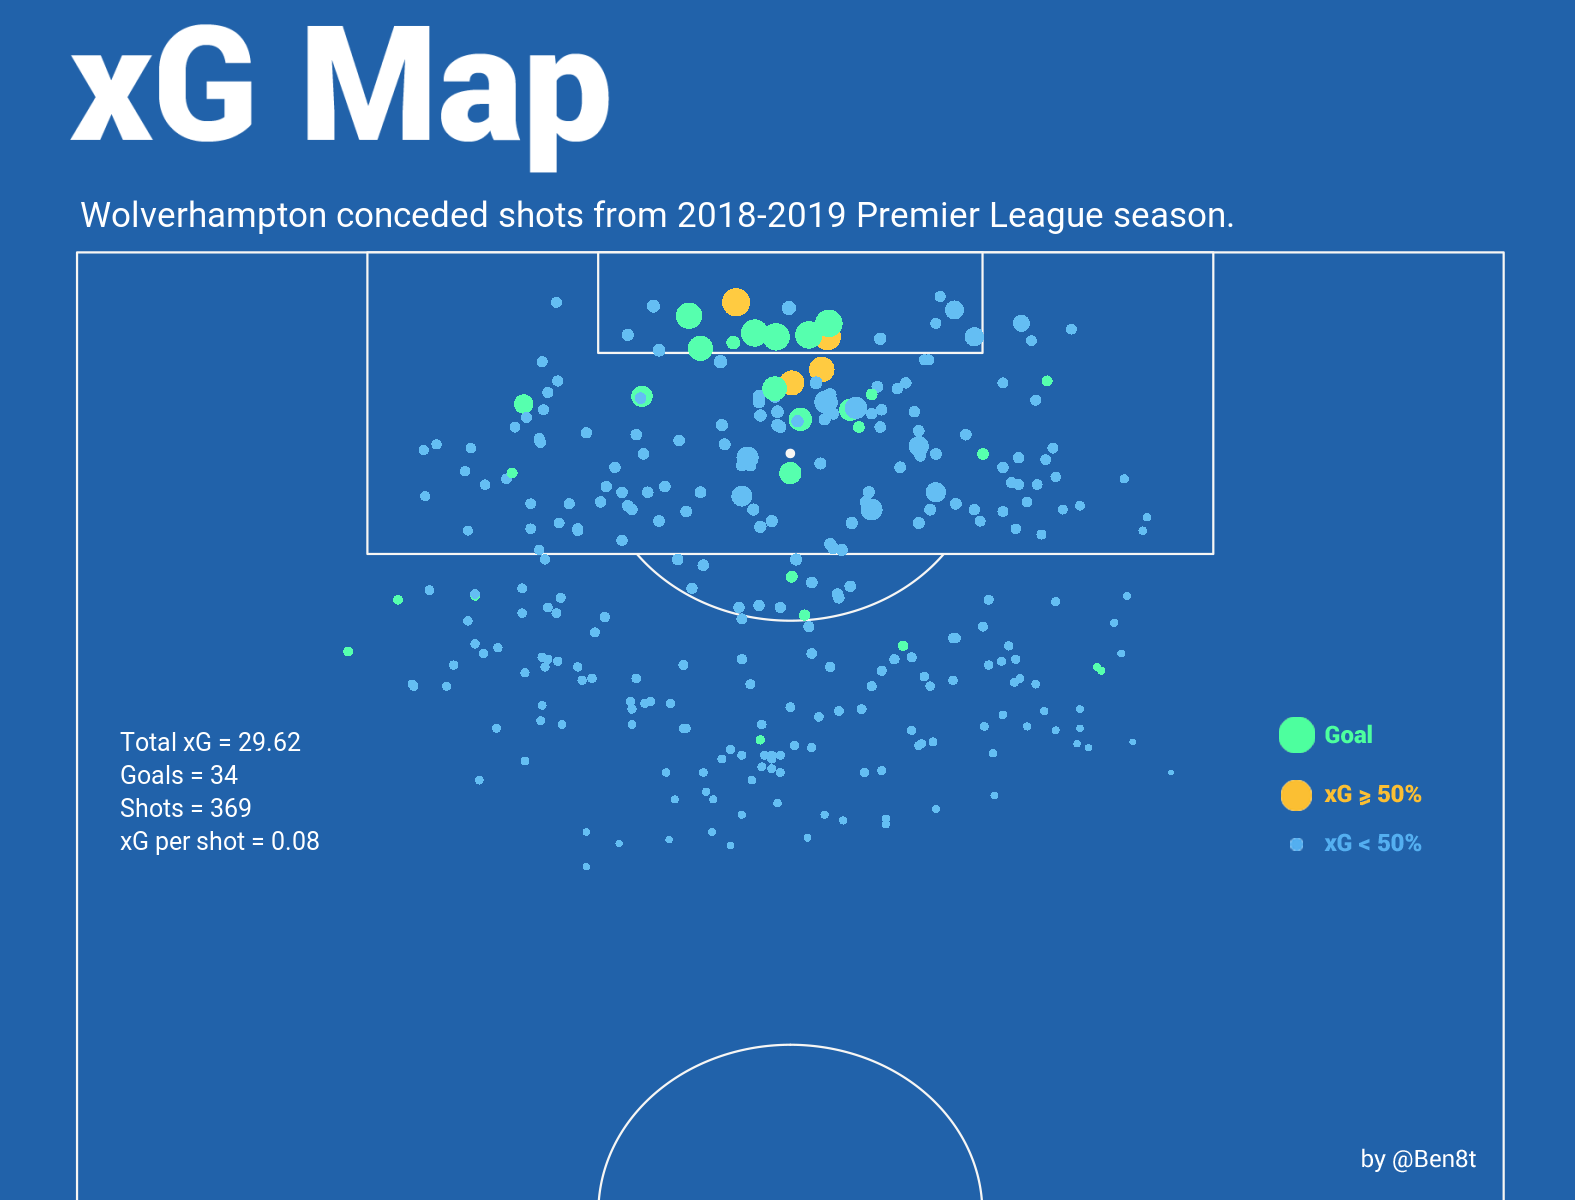 xG Map
Wolverhampton conceded shots from 2018-2019 Premier League season.
Total xG = 29.62
Goals = 34
Shots = 369
xG per shot = 0.08
Goal
xG ⩾ 50%
xG < 50%
by @Ben8t